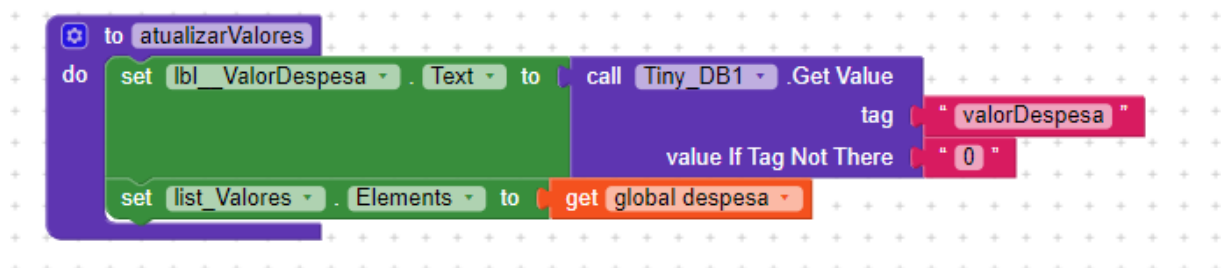 to atualizarValores
do set lbl__ValorDespesa . Text to call Tiny_DB1 .Get Value
tag " valorDespesa "
value If Tag Not There " 0 "
set list_Valores . Elements to get global despesa